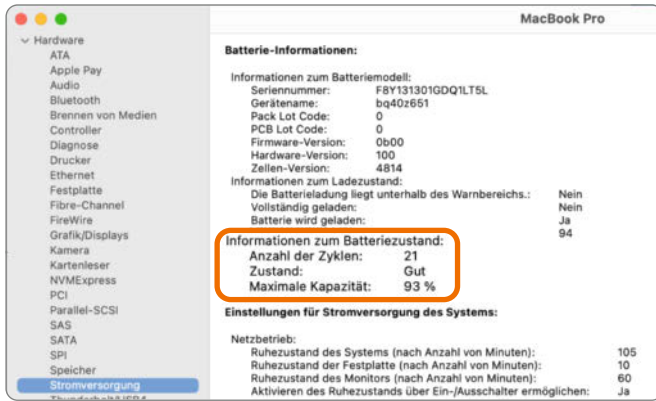 MacBook Pro
Hardware
ATA
Apple Pay
Audio
Bluetooth
Brennen von Medien
Controller
Diagnose
Drucker
Ethernet
Festplatte
Fibre-Channel
FireWire
Grafik/Displays
Kamera
Kartenleser
NVMExpress
PCI
Parallel-SCSI
SAS
SATA
SPI
Speicher
Stromversorgung
Thunderbolt/USB4
Batterie-Informationen:
Informationen zum Batteriemodell:
Seriennummer: F8Y131301GDQ1LT5L
Gerätename: bq40z651
Pack Lot Code: 0
PCB Lot Code: 0
Firmware-Version: 0b00
Hardware-Version: 100
Zellen-Version: 4814
Informationen zum Ladezustand:
Die Batterieladung liegt unterhalb des Warnbereichs.: Nein
Vollständig geladen: Nein
Batterie wird geladen: Ja
94
Informationen zum Batteriezustand:
Anzahl der Zyklen: 21
Zustand: Gut
Maximale Kapazität: 93 %
Einstellungen für Stromversorgung des Systems:
Netzbetrieb:
Ruhezustand des Systems (nach Anzahl von Minuten): 105
Ruhezustand der Festplatte (nach Anzahl von Minuten): 10
Ruhezustand des Monitors (nach Anzahl von Minuten): 60
Aktivieren des Ruhezustands über Ein-/Ausschalter ermöglichen: Ja